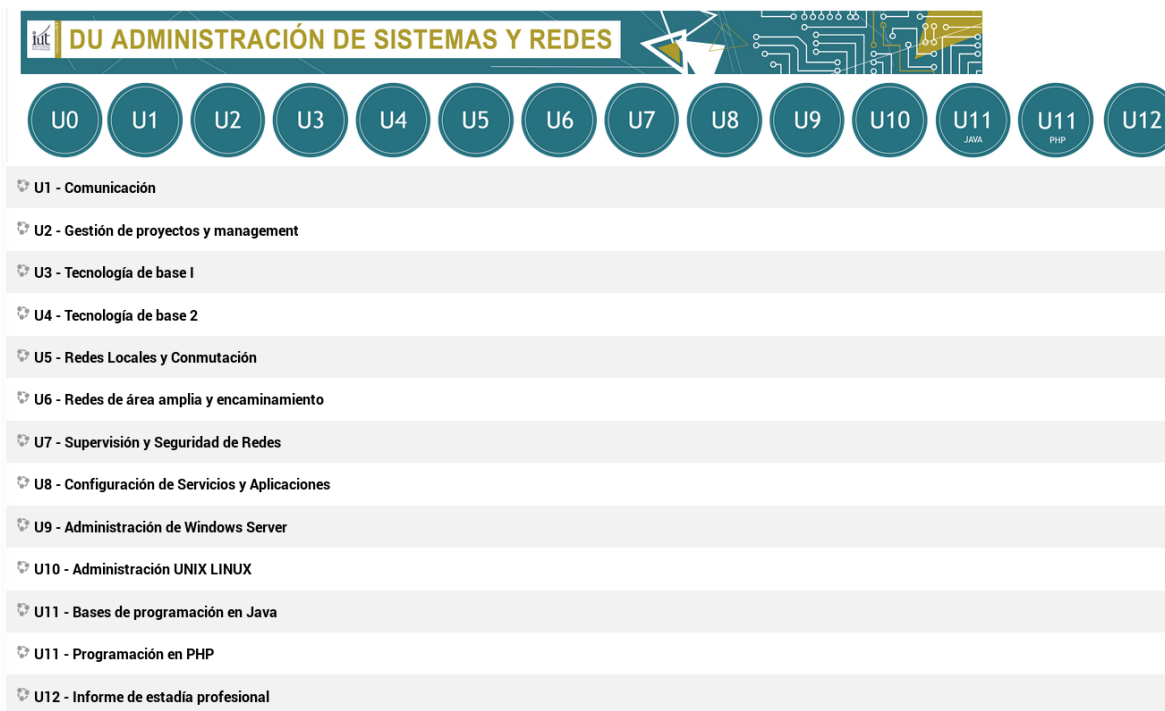 iut DU ADMINISTRACIÓN DE SISTEMAS Y REDES
U0 U1 U2 U3 U4 U5 U6 U7 U8 U9 U10 U11 JAVA U11 PHP U12
U1 - Comunicación
U2 - Gestión de proyectos y management
U3 - Tecnología de base I
U4 - Tecnología de base 2
U5 - Redes Locales y Conmutación
U6 - Redes de área amplia y encaminamiento
U7 - Supervisión y Seguridad de Redes
U8 - Configuración de Servicios y Aplicaciones
U9 - Administración de Windows Server
U10 - Administración UNIX LINUX
U11 - Bases de programación en Java
U11 - Programación en PHP
U12 - Informe de estadía profesional